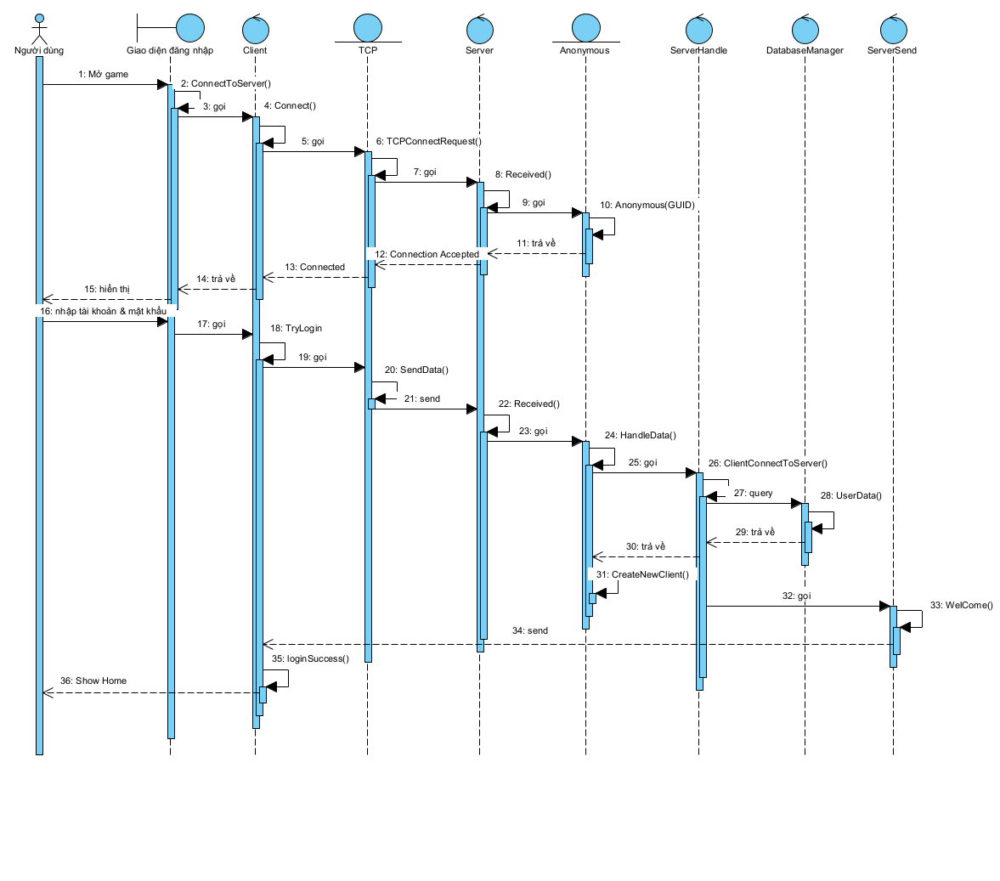 Người dùng
Giao diện đăng nhập
Client
TCP
Server
Anonymous
ServerHandle
DatabaseManager
ServerSend
1: Mở game
2: ConnectToServer()
3: gọi
4: Connect()
5: gọi
6: TCPConnectRequest()
7: gọi
8: Received()
9: gọi
10: Anonymous(GUID)
11: trả về
12: Connection Accepted
13: Connected
14: trả về
15: hiển thị
16: nhập tài khoản & mật khẩu
17: gọi
18: TryLogin
19: gọi
20: SendData()
21: send
22: Received()
23: gọi
24: HandleData()
25: gọi
26: ClientConnectToServer()
27: query
28: UserData()
29: trả về
30: trả về
31: CreateNewClient()
32: gọi
33: WelCome()
34: send
35: loginSuccess()
36: Show Home